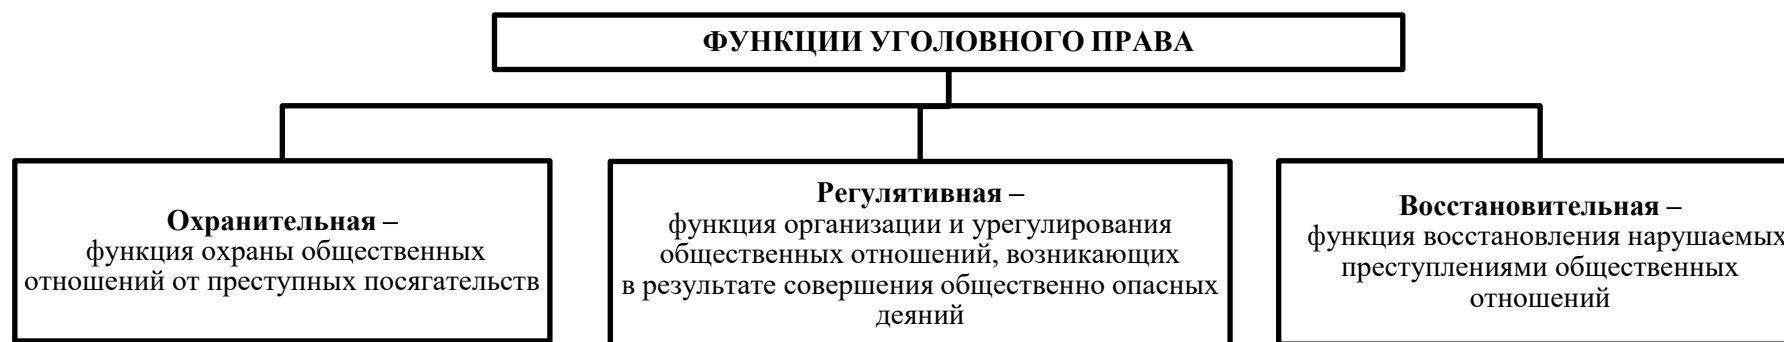 ФУНКЦИИ УГОЛОВНОГО ПРАВА
Охранительная –
функция охраны общественных
отношений от преступных посягательств
Регулятивная –
функция организации и урегулирования
общественных отношений, возникающих
в результате совершения общественно опасных
деяний
Восстановительная –
функция восстановления нарушаемых
преступлениями общественных
отношений